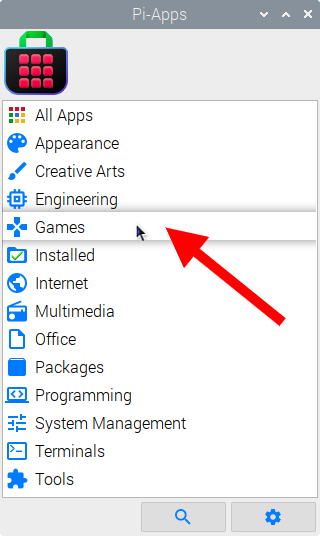 Pi-Apps
All Apps
Appearance
Creative Arts
Engineering
Games
Installed
Internet
Multimedia
Office
Packages
Programming
System Management
Terminals
Tools